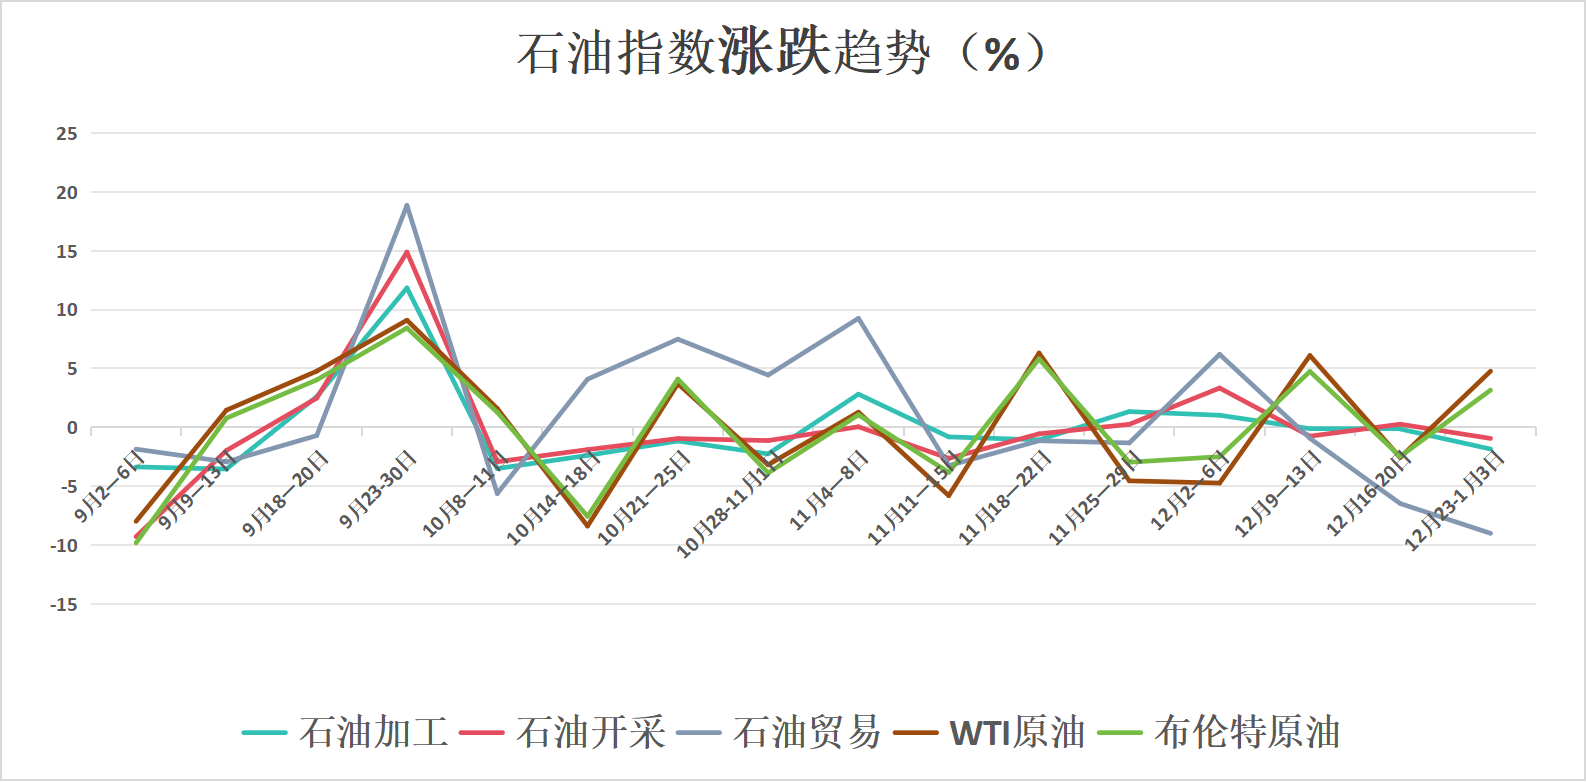 石油指数涨跌趋势（%）
25
20
15
10
5
0
-5
-10
-15
9月2—6日
9月9—13日
9月18—20日
9月23-30日
10月8—11日
10月14—18日
10月21—25日
10月28-11月1日
11月4—8日
11月11—15日
11月18—22日
11月25—29日
12月2—6日
12月9—13日
12月16-20日
12月23-1月3日
石油加工 石油开采 石油贸易 WTI原油 布伦特原油